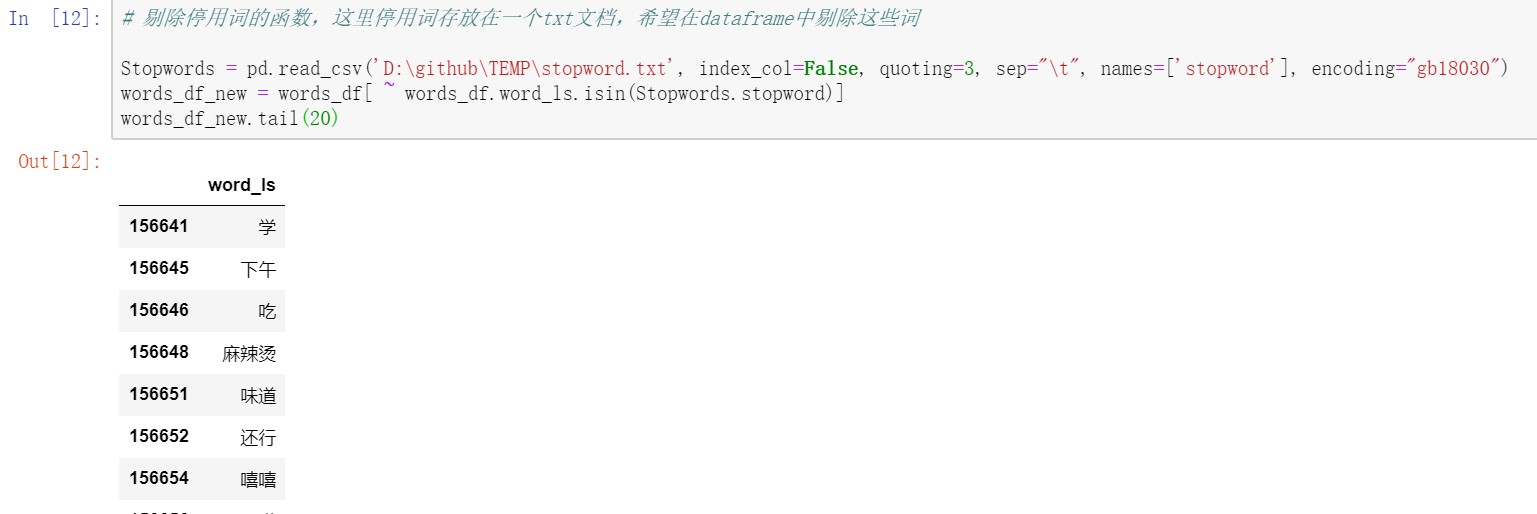 In [12]:
# 剔除停用词的函数，这里停用词存放在一个txt文档，希望在dataframe中剔除这些词
Stopwords = pd.read_csv('D:\github\TEMP\stopword.txt', index_col=False, quoting=3, sep="\t", names=['stopword'], encoding="gb18030")
words_df_new = words_df[ ~ words_df.word_ls.isin(Stopwords.stopword)]
words_df_new.tail(20)
Out[12]:
word_ls
156641 学
156645 下午
156646 吃
156648 麻辣烫
156651 味道
156652 还行
156654 嘻嘻